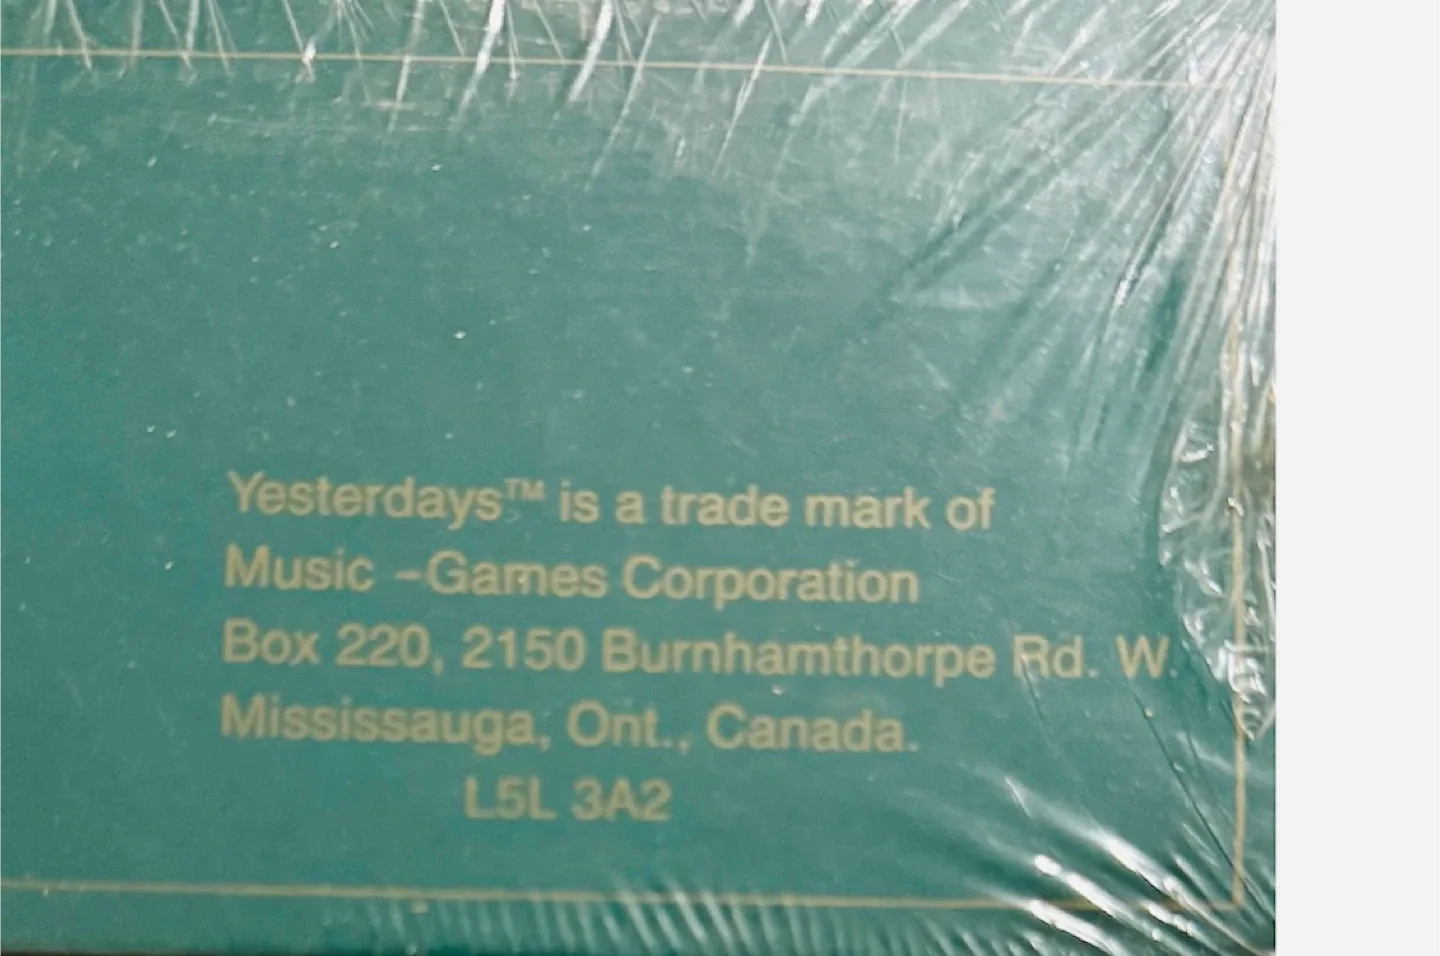 Yesterdays™ is a trade mark of
Music -Games Corporation
Box 220, 2150 Burnhamthorpe Rd. W.
Mississauga, Ont., Canada.
L5L 3A2